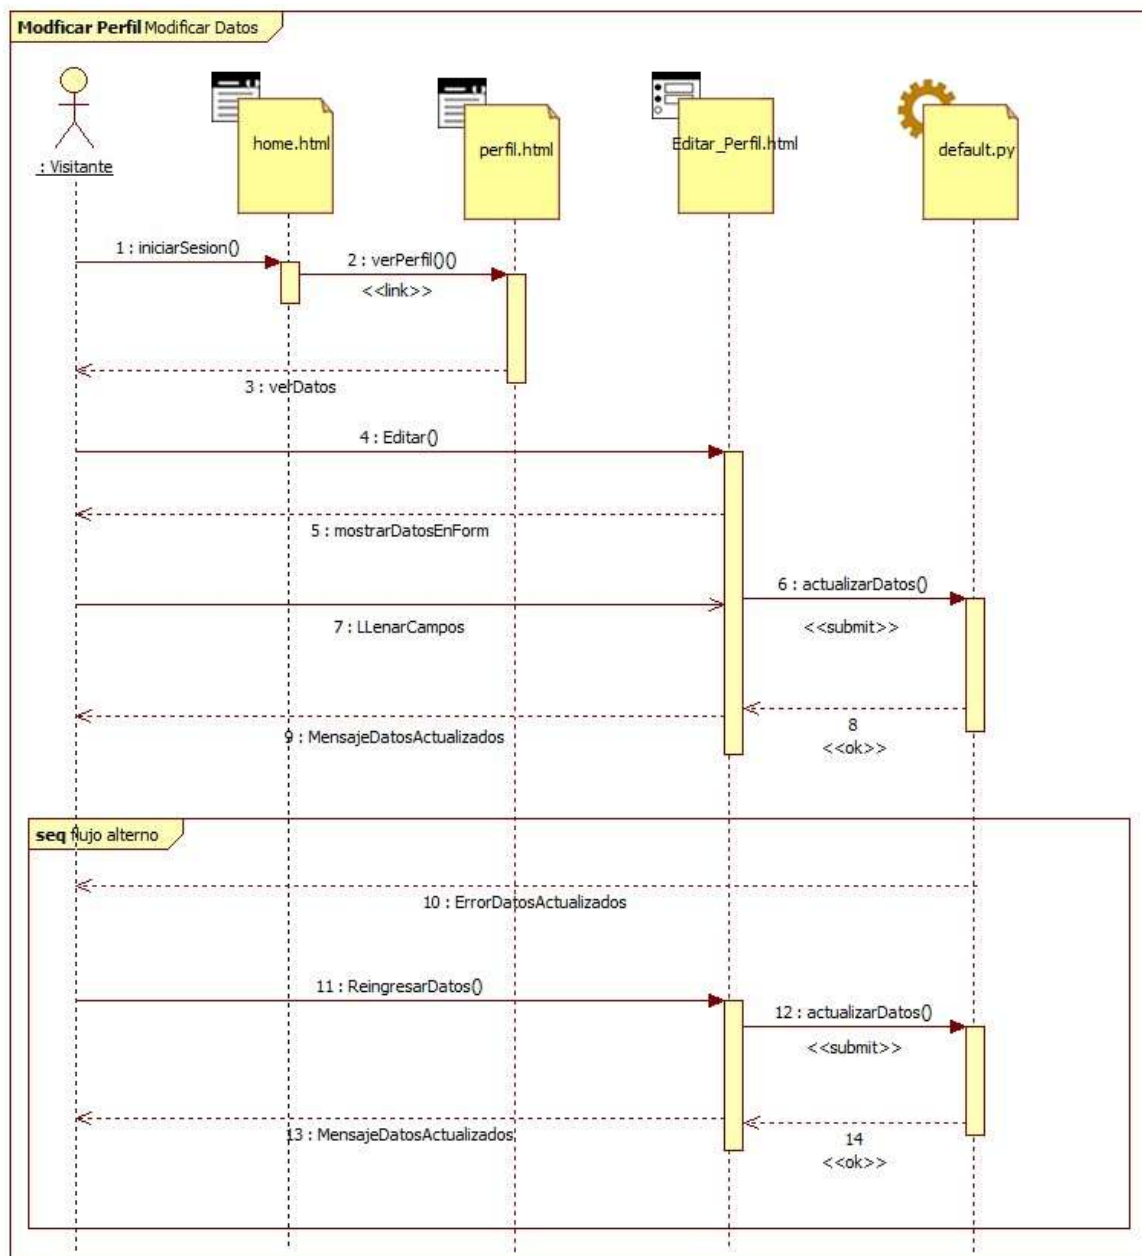 Modficar Perfil Modificar Datos
: Visitante
home.html
perfil.html
Editar_Perfil.html
default.py
1 : iniciarSesion()
2 : verPerfil()()
<<link>>
3 : verDatos
4 : Editar()
5 : mostrarDatosEnForm
6 : actualizarDatos()
<<submit>>
7 : LLenarCampos
8
<<ok>>
9 : MensajeDatosActualizados
seq flujo alterno
10 : ErrorDatosActualizados
11 : ReingresarDatos()
12 : actualizarDatos()
<<submit>>
13 : MensajeDatosActualizados
14
<<ok>>